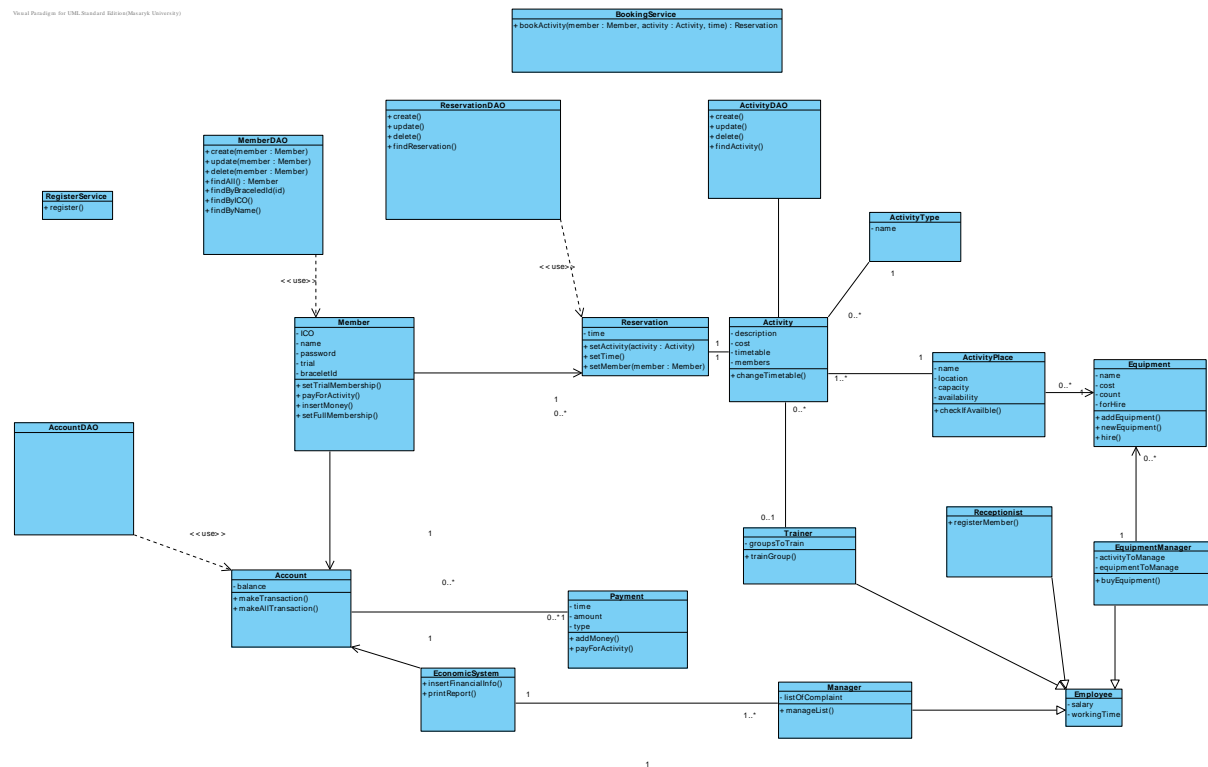 Visual Paradigm for UML Standard Edition(Masaryk University)
BookingService
+ bookActivity(member : Member, activity : Activity, time) : Reservation
ReservationDAO
+ create()
+ update()
+ delete()
+ findReservation()
ActivityDAO
+ create()
+ update()
+ delete()
+ findActivity()
MemberDAO
+ create(member : Member)
+ update(member : Member)
+ delete(member : Member)
+ findAll() : Member
+ findByBraceledId(id)
+ findByICO()
+ findByName()
RegisterService
+ register()
ActivityType
- name
<<use>>
<<use>>
1
0..*
Member
- ICO
- name
- password
- trial
- braceletId
+ setTrialMembership()
+ payForActivity()
+ insertMoney()
+ setFullMembership()
Reservation
- time
+ setActivity(activity : Activity)
+ setTime()
+ setMember(member : Member)
1
1
Activity
- description
- cost
- timetable
- members
+ changeTimetable()
1
1..*
ActivityPlace
- name
- location
- capacity
- availability
+ checkIfAvailble()
0..*
1
Equipment
- name
- cost
- count
- forHire
+ addEquipment()
+ newEquipment()
+ hire()
1
0..*
0..*
0..*
AccountDAO
<<use>>
1
0..1
Trainer
- groupsToTrain
+ trainGroup()
Receptionist
+ registerMember()
1
EquipmentManager
- activityToManage
- equipmentToManage
+ buyEquipment()
Account
- balance
+ makeTransaction()
+ makeAllTransaction()
0..*
0..*
1
Payment
- time
- amount
- type
+ addMoney()
+ payForActivity()
1
EconomicSystem
+ insertFinancialInfo()
+ printReport()
1
1..*
Manager
- listOfComplaint
+ manageList()
Employee
- salary
- workingTime
1